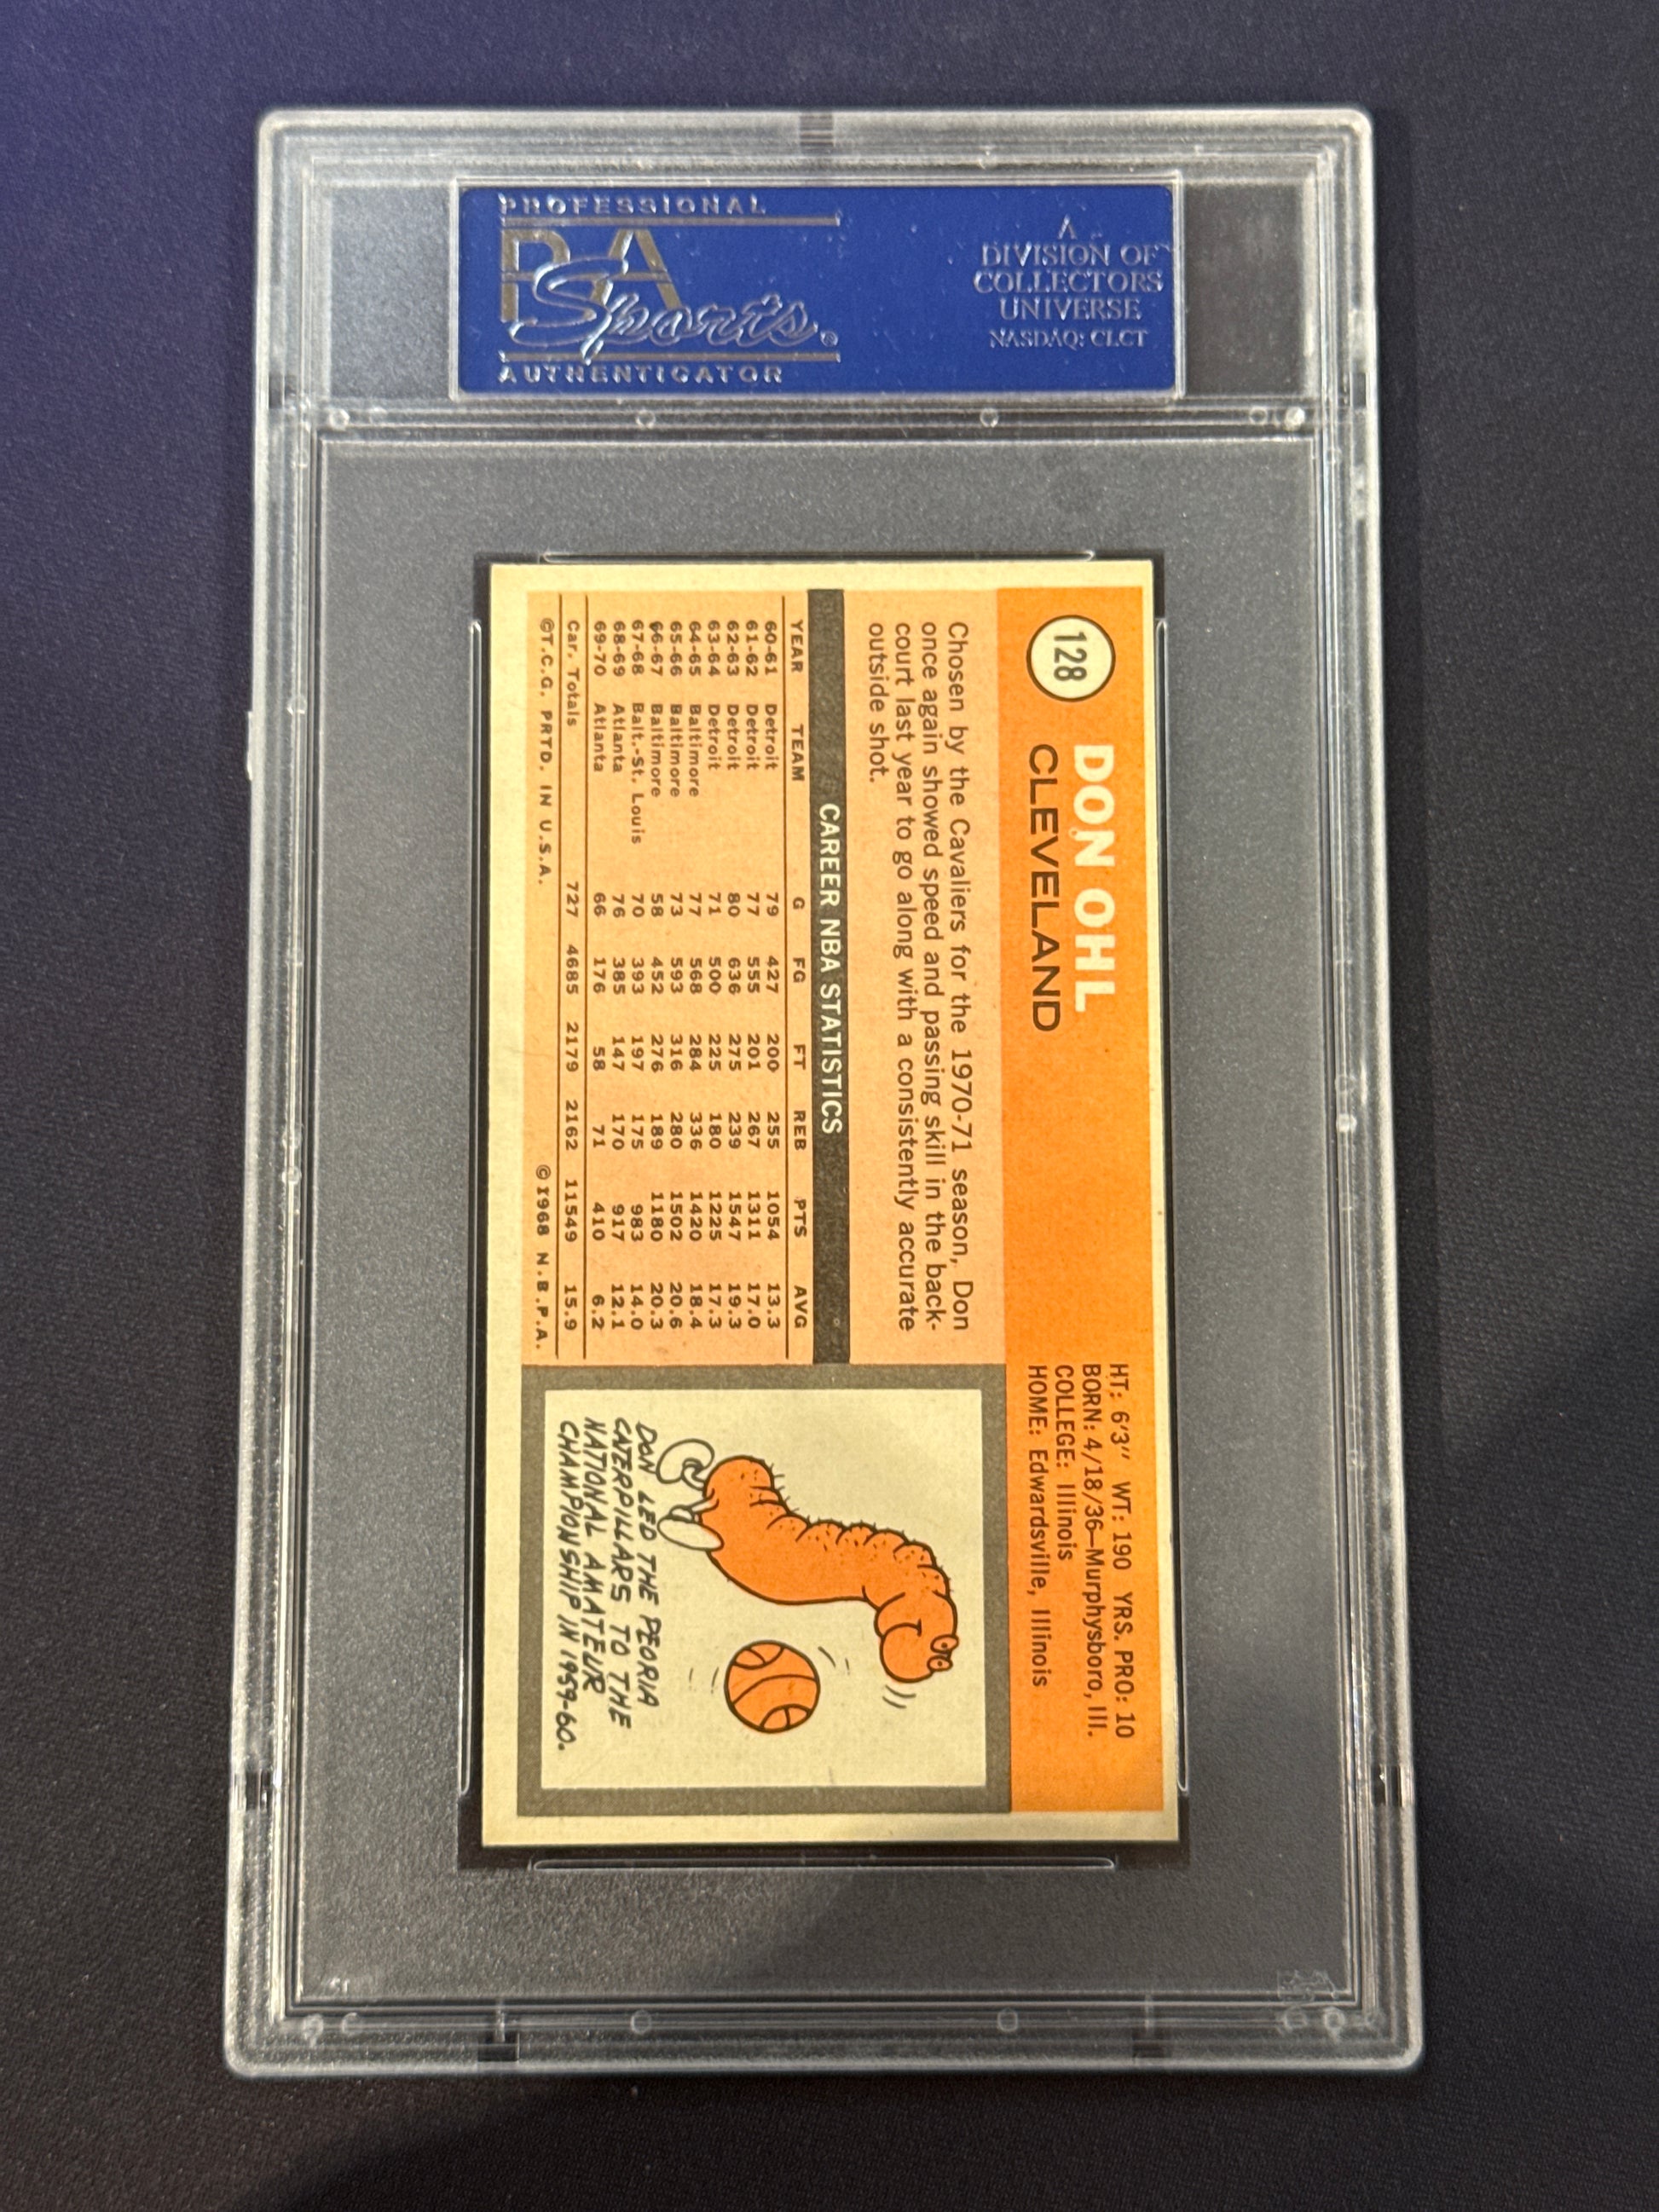 PROFESSIONAL
PSA
Sports®
AUTHENTICATOR
A
DIVISION OF
COLLECTORS
UNIVERSE
NASDAQ: CLCT
128
DON OHL
CLEVELAND
HT: 6'3" WT: 190 YRS. PRO: 10
BORN: 4/18/36—Murphysboro, Ill.
COLLEGE: Illinois
HOME: Edwardsville, Illinois
Chosen by the Cavaliers for the 1970-71 season, Don
once again showed speed and passing skill in the back-
court last year to go along with a consistently accurate
outside shot.
CAREER NBA STATISTICS
YEAR TEAM G FG FT REB PTS AVG
60-61 Detroit 79 427 200 255 1054 13.3
61-62 Detroit 77 555 201 267 1311 17.0
62-63 Detroit 80 636 275 239 1547 19.3
63-64 Detroit 71 500 225 180 1225 17.3
64-65 Baltimore 77 568 284 336 1420 18.4
65-66 Baltimore 73 593 316 280 1502 20.6
66-67 Baltimore 58 452 276 189 1180 20.3
67-68 Balt.-St. Louis 70 393 197 175 983 14.0
68-69 Atlanta 76 385 147 170 917 12.1
69-70 Atlanta 66 176 58 71 410 6.2
Car. Totals 727 4685 2179 2162 11549 15.9
©T.C.G. PRTD. IN U.S.A. ©1968 N.B.P.A.
DON LED THE PEORIA
CATERPILLARS TO THE
NATIONAL AMATEUR
CHAMPIONSHIP IN 1959-60.